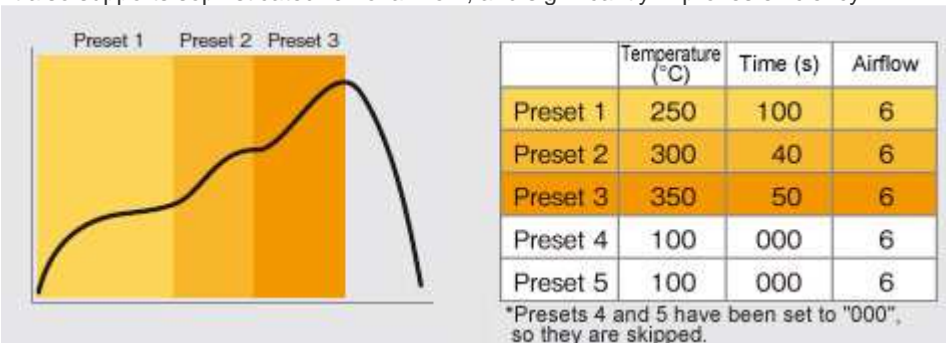 Preset 1 Preset 2 Preset 3
Temperature (°C) Time (s) Airflow
Preset 1 250 100 6
Preset 2 300 40 6
Preset 3 350 50 6
Preset 4 100 000 6
Preset 5 100 000 6
*Presets 4 and 5 have been set to "000",
so they are skipped.